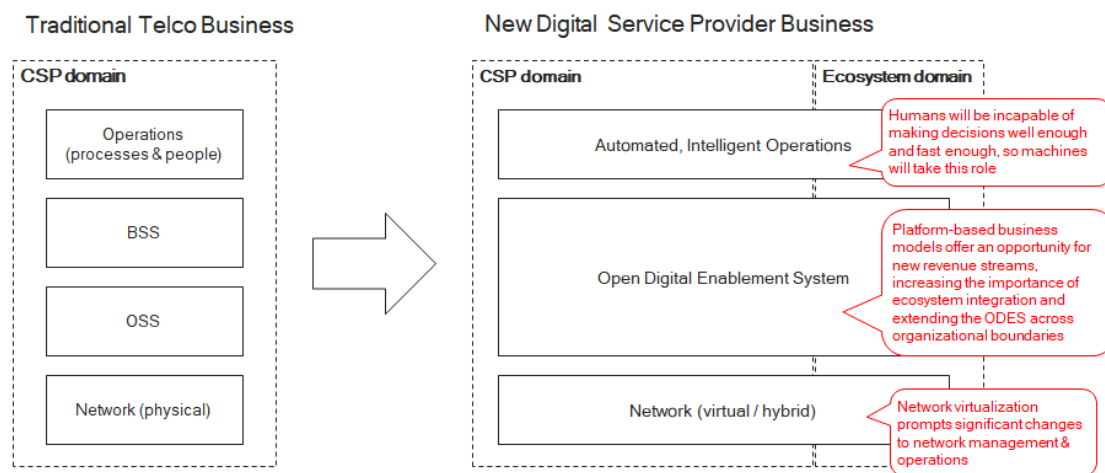 Traditional Telco Business
New Digital Service Provider Business
CSP domain
Operations
(processes & people)
BSS
OSS
Network (physical)
CSP domain
Ecosystem domain
Automated, Intelligent Operations
Humans will be incapable of
making decisions well enough
and fast enough, so machines
will take this role
Open Digital Enablement System
Platform-based business
models offer an opportunity for
new revenue streams,
increasing the importance of
ecosystem integration and
extending the ODES across
organizational boundaries
Network (virtual / hybrid)
Network virtualization
prompts significant changes
to network management &
operations